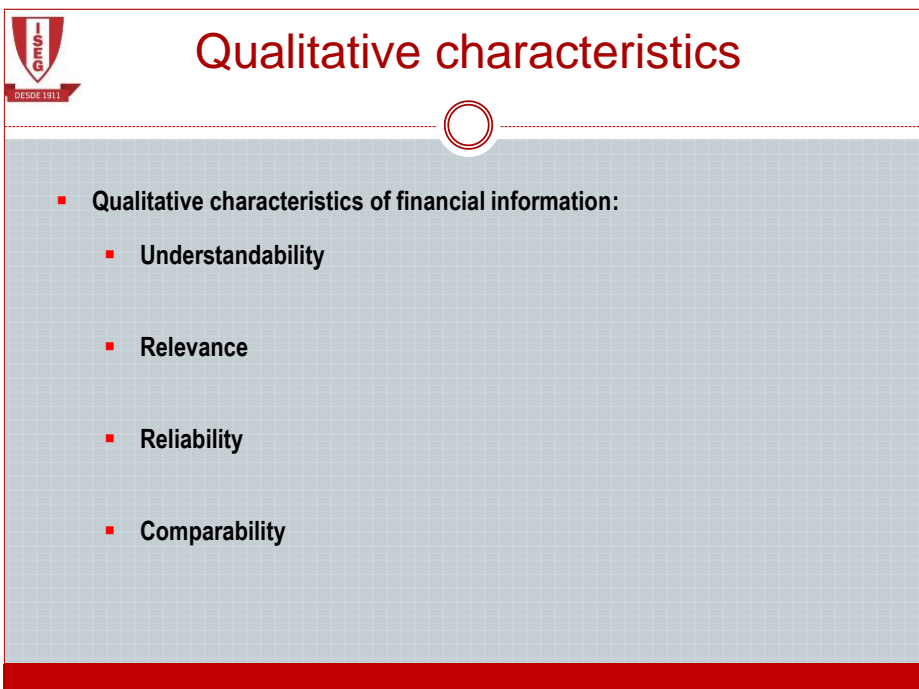 ISEG
DESDE 1911
Qualitative characteristics
▪ Qualitative characteristics of financial information:
▪ Understandability
▪ Relevance
▪ Reliability
▪ Comparability